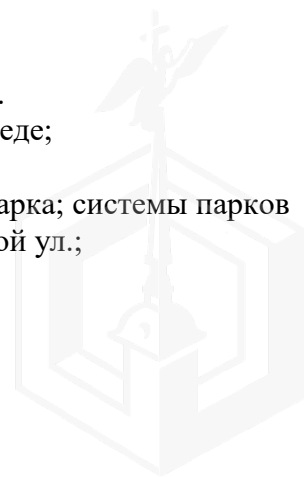 .
еде;
арка; системы парков
ой ул.;